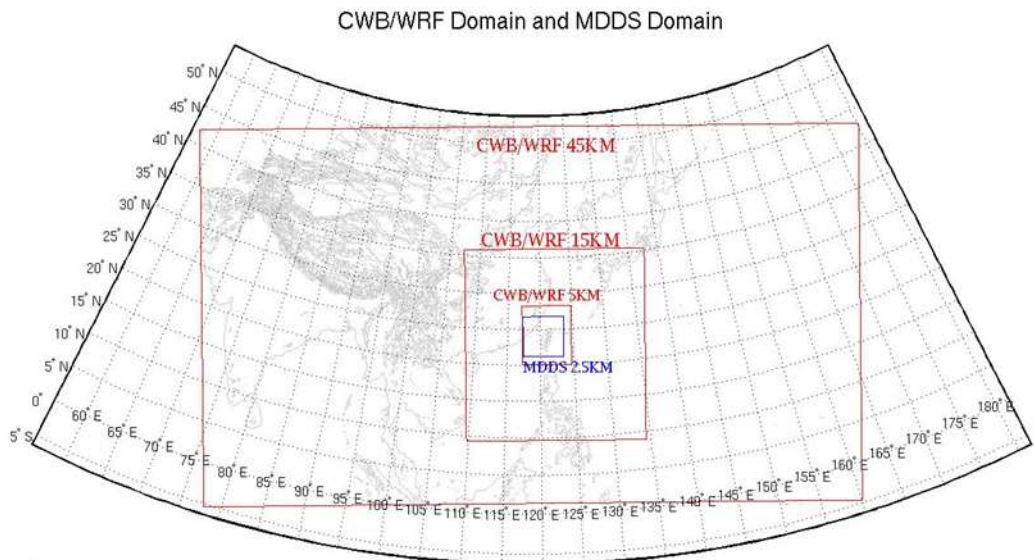 CWB/WRF Domain and MDDS Domain
50° N
45° N
40° N
35° N
30° N
25° N
20° N
15° N
10° N
5° N
0°
5° S
CWB/WRF 45KM
CWB/WRF 15KM
CWB/WRF 5KM
MDDS 2.5KM
60° E
65° E
70° E
75° E
80° E
85° E
90° E
95° E
100° E
105° E
110° E
115° E
120° E
125° E
130° E
135° E
140° E
145° E
150° E
155° E
160° E
165° E
170° E
175° E
180° E